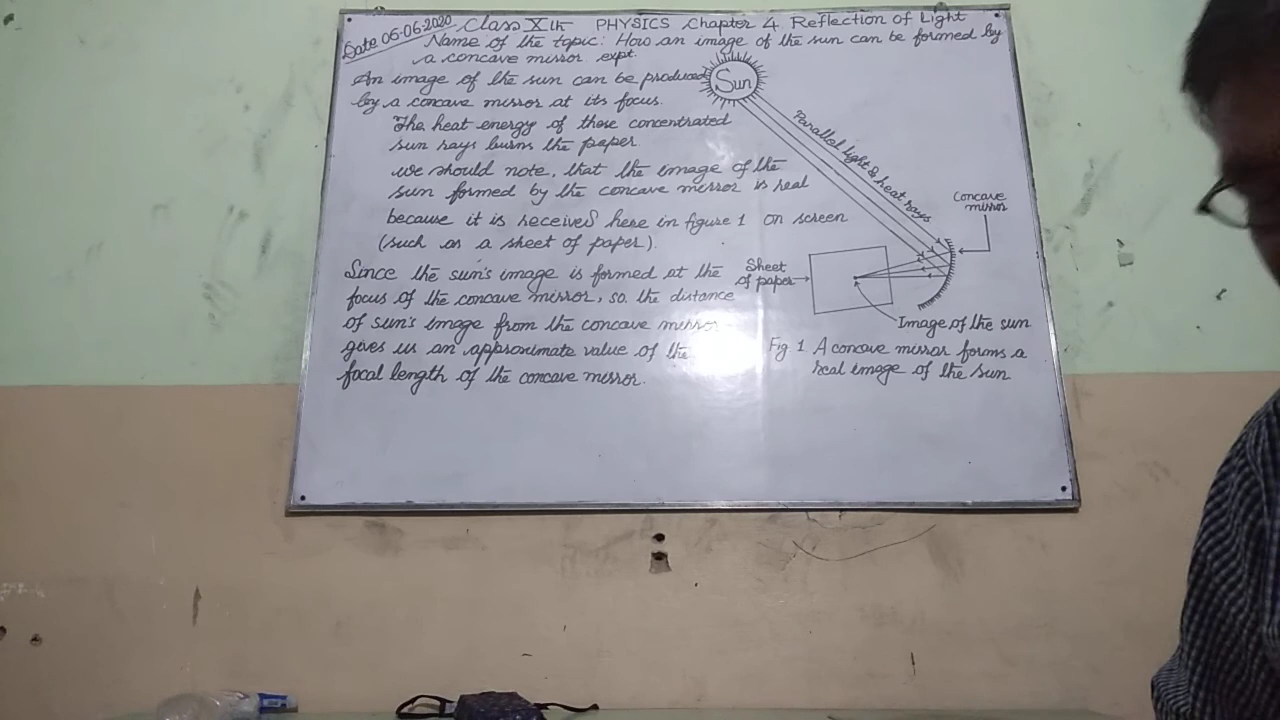 Date 05-06-2020 Class Xth PHYSICS Chapter 4 Reflection of Light
Name of the topic: How an image of the sun can be formed by
a concave mirror expt.
An image of the sun can be produced
by a concave mirror at its focus.
The heat energy of those concentrated
sun rays burns the paper.
we should note, that the image of the
sun formed by the concave mirror is real
because it is received here in figure 1 on screen
(such as a sheet of paper).
Since the sun's image is formed at the
focus of the concave mirror, so the distance
of sun's image from the concave mirror
gives us an approximate value of the
focal length of the concave mirror.
Sun
Parallel light & heat rays
Concave
mirror
Sheet
of paper
Image of the sun
Fig 1 A concave mirror forms a
real image of the sun